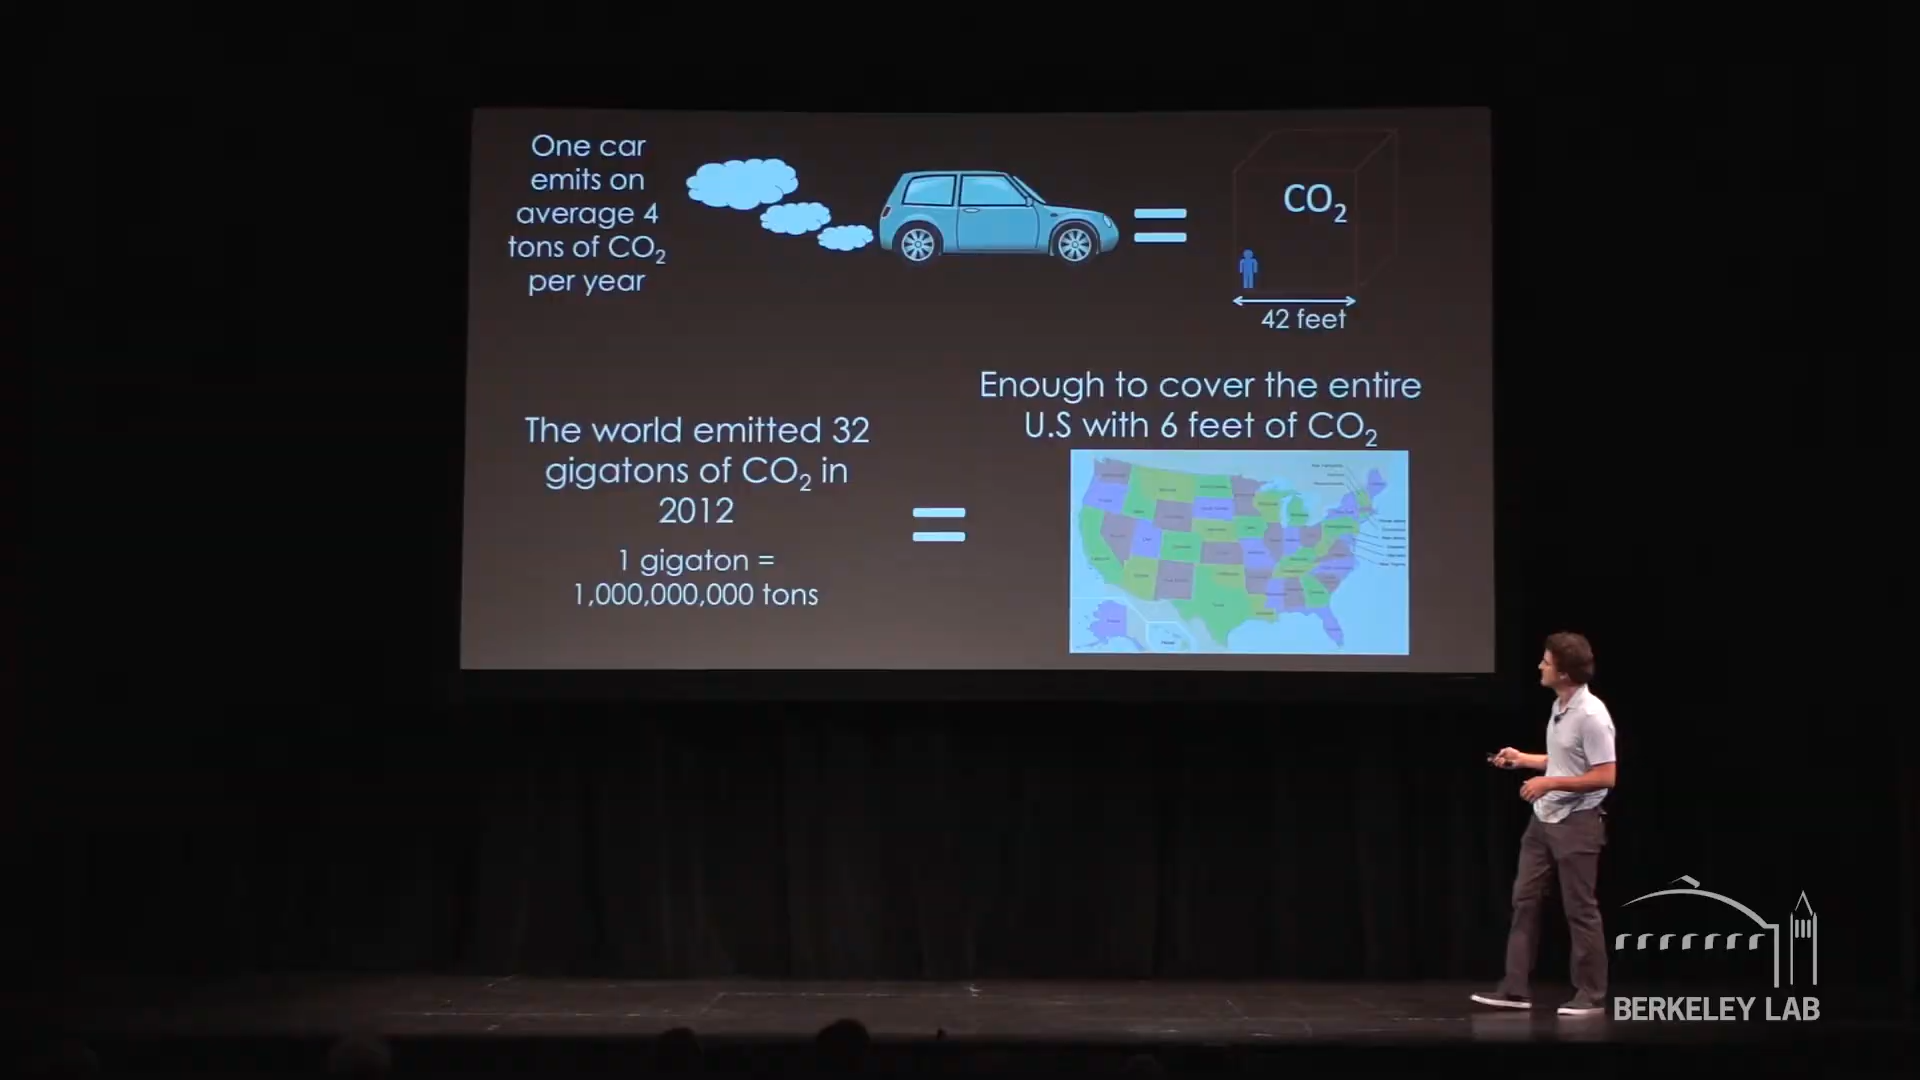 One car
emits on
average 4
tons of CO₂
per year
CO₂
42 feet
The world emitted 32
gigatons of CO₂ in
2012
1 gigaton =
1,000,000,000 tons
Enough to cover the entire
U.S with 6 feet of CO₂
BERKELEY LAB